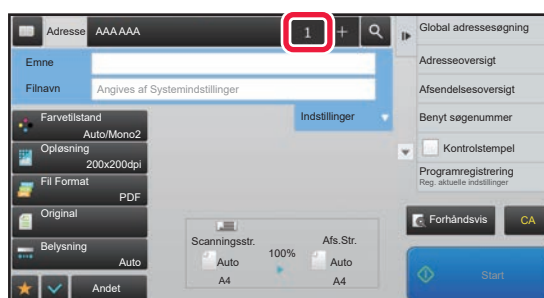 Adresse AAA AAA 1 +
Emne
Filnavn Angives af Systemindstillinger
Indstillinger
Farvetilstand
Auto/Mono2
Opløsning
200x200dpi
Fil Format
PDF
Original
Belysning
Auto
Andet
Scanningsstr.
Auto
A4
100%
Afs.Str.
Auto
A4
Global adressesøgning
Adresseoversigt
Afsendelsesoversigt
Benyt søgenummer
Kontrolstempel
Programregistrering
Reg. aktuelle indstillinger
Forhåndsvis
CA
Start